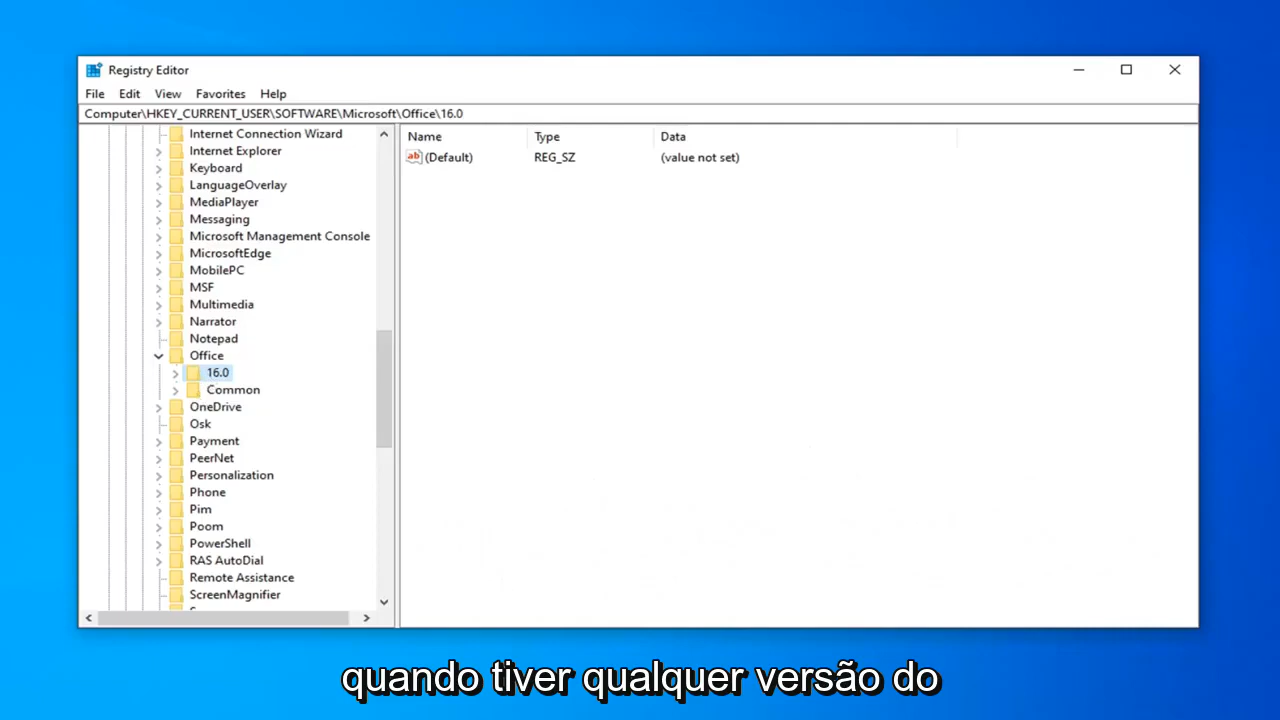 Registry Editor
File Edit View Favorites Help
Computer\HKEY_CURRENT_USER\SOFTWARE\Microsoft\Office\16.0
Internet Connection Wizard
Internet Explorer
Keyboard
LanguageOverlay
MediaPlayer
Messaging
Microsoft Management Console
MicrosoftEdge
MobilePC
MSF
Multimedia
Narrator
Notepad
Office
16.0
Common
OneDrive
Osk
Payment
PeerNet
Personalization
Phone
Pim
Poom
PowerShell
RAS AutoDial
Remote Assistance
ScreenMagnifier
Name Type Data
ab (Default) REG_SZ (value not set)
quando tiver qualquer versão do